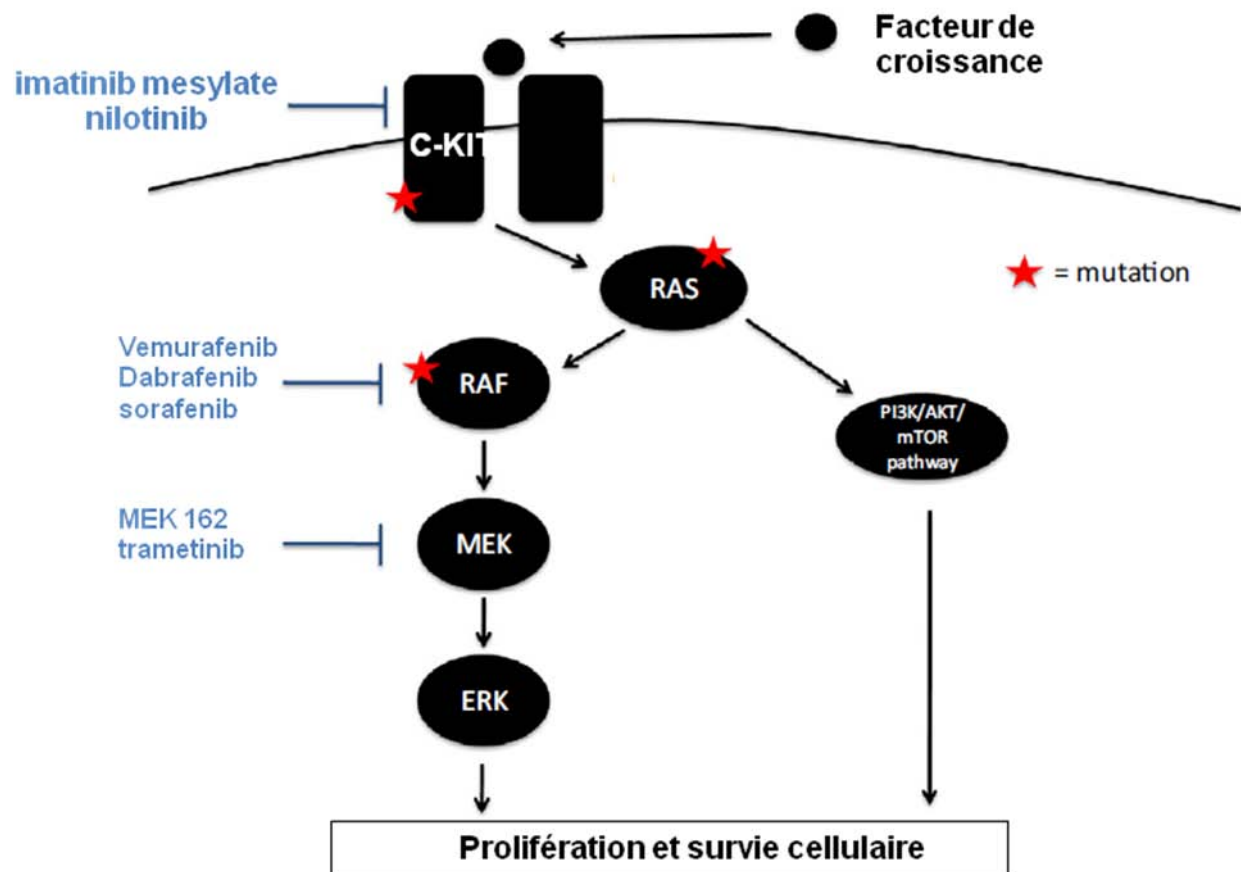 Facteur de
croissance
imatinib mesylate
nilotinib
C-KIT
RAS
= mutation
Vemurafenib
Dabrafenib
sorafenib
RAF
PI3K/AKT/
mTOR
pathway
MEK 162
trametinib
MEK
ERK
Prolifération et survie cellulaire